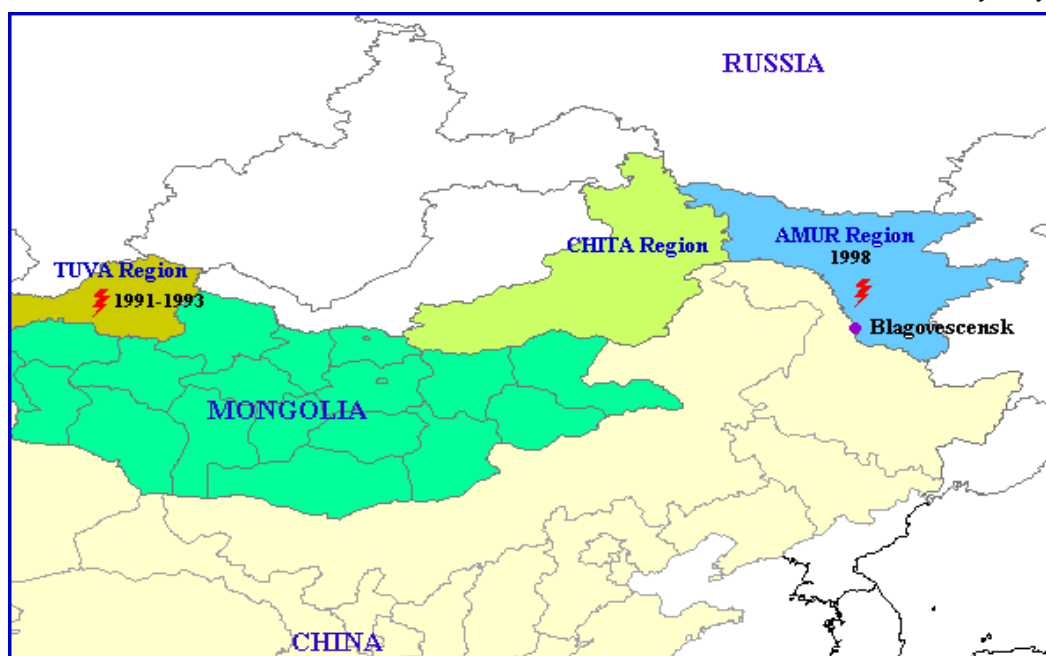 RUSSIA
AMUR Region
1998
CHITA Region
TUVA Region
1991-1993
Blagovescensk
MONGOLIA
CHINA